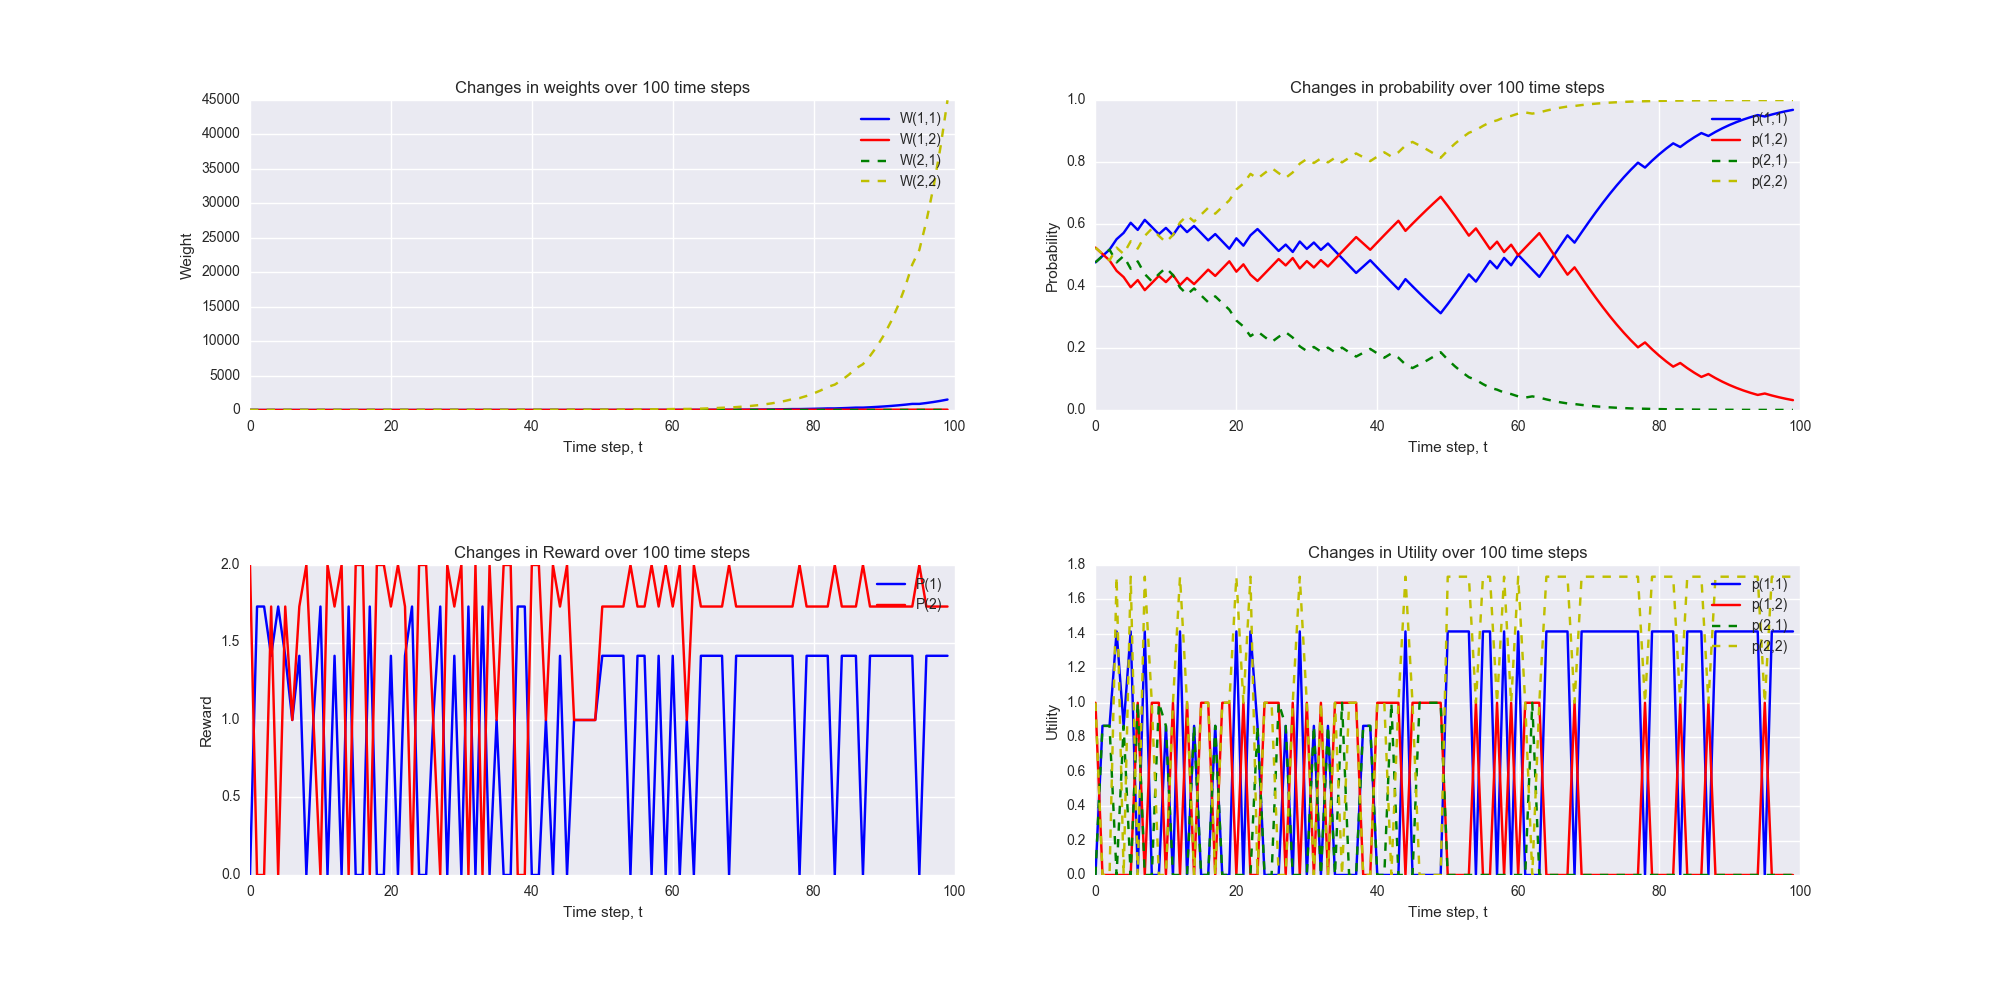 Changes in weights over 100 time steps
45000
40000
35000
30000
25000
20000
15000
10000
5000
0
Weight
W(1,1)
W(1,2)
W(2,1)
W(2,2)
0 20 40 60 80 100
Time step, t
Changes in probability over 100 time steps
1.0
0.8
0.6
0.4
0.2
0.0
Probability
p(1,1)
p(1,2)
p(2,1)
p(2,2)
0 20 40 60 80 100
Time step, t
Changes in Reward over 100 time steps
2.0
1.5
1.0
0.5
0.0
Reward
P(1)
P(2)
0 20 40 60 80 100
Time step, t
Changes in Utility over 100 time steps
1.8
1.6
1.4
1.2
1.0
0.8
0.6
0.4
0.2
0.0
Utility
p(1,1)
p(1,2)
p(2,1)
p(2,2)
0 20 40 60 80 100
Time step, t